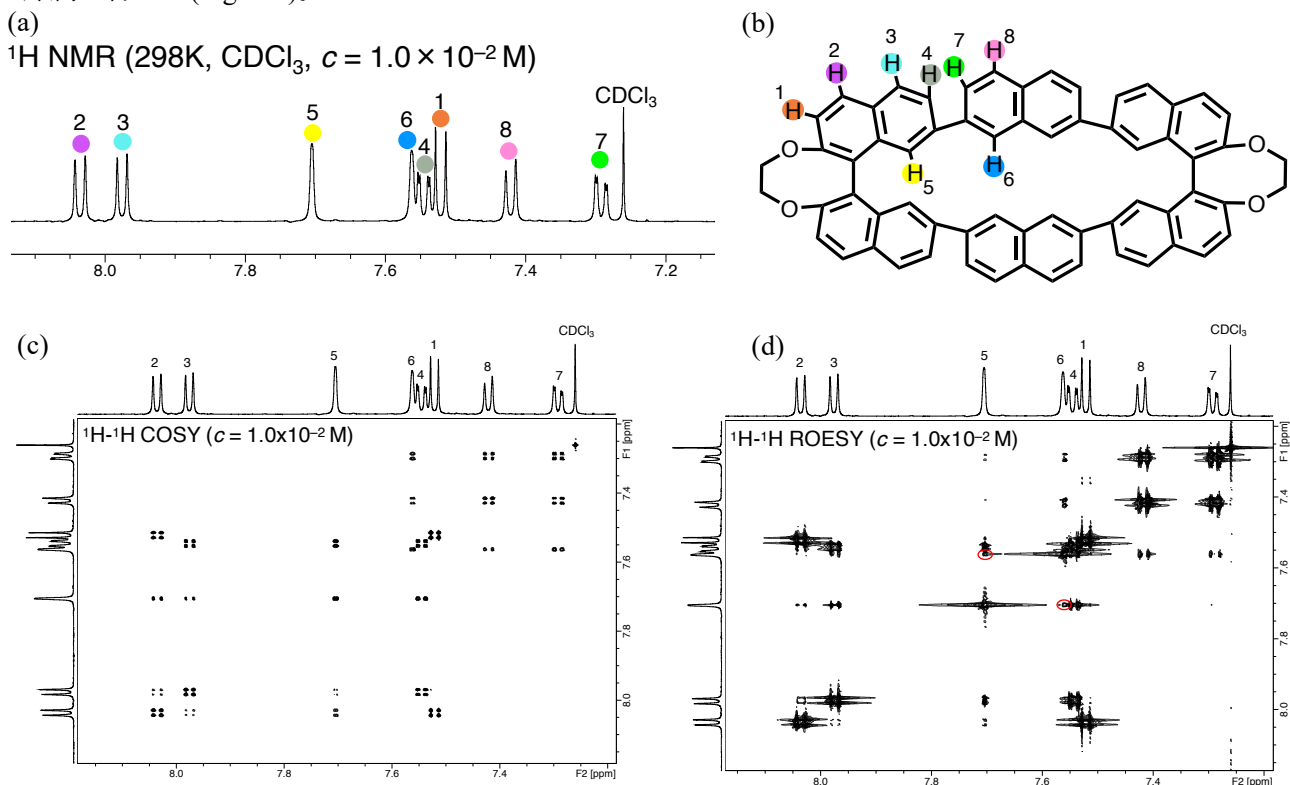 (a)
¹H NMR (298K, CDCl₃, c = 1.0 × 10⁻² M)
2
3
5
6
4
1
8
7
CDCl₃
8.0
7.8
7.6
7.4
7.2
(b)
1
2
3
4
7
8
H
H
H
H
H
H
H
5
H
6
O
O
O
O
(c)
2
3
5
6
4
1
8
7
CDCl₃
¹H-¹H COSY (c = 1.0x10⁻² M)
F1 [ppm]
7.4
7.6
7.8
8.0
8.0
7.8
7.6
7.4
F2 [ppm]
(d)
2
3
5
6
4
1
8
7
CDCl₃
¹H-¹H ROESY (c = 1.0x10⁻² M)
F1 [ppm]
7.4
7.6
7.8
8.0
8.0
7.8
7.6
7.4
F2 [ppm]